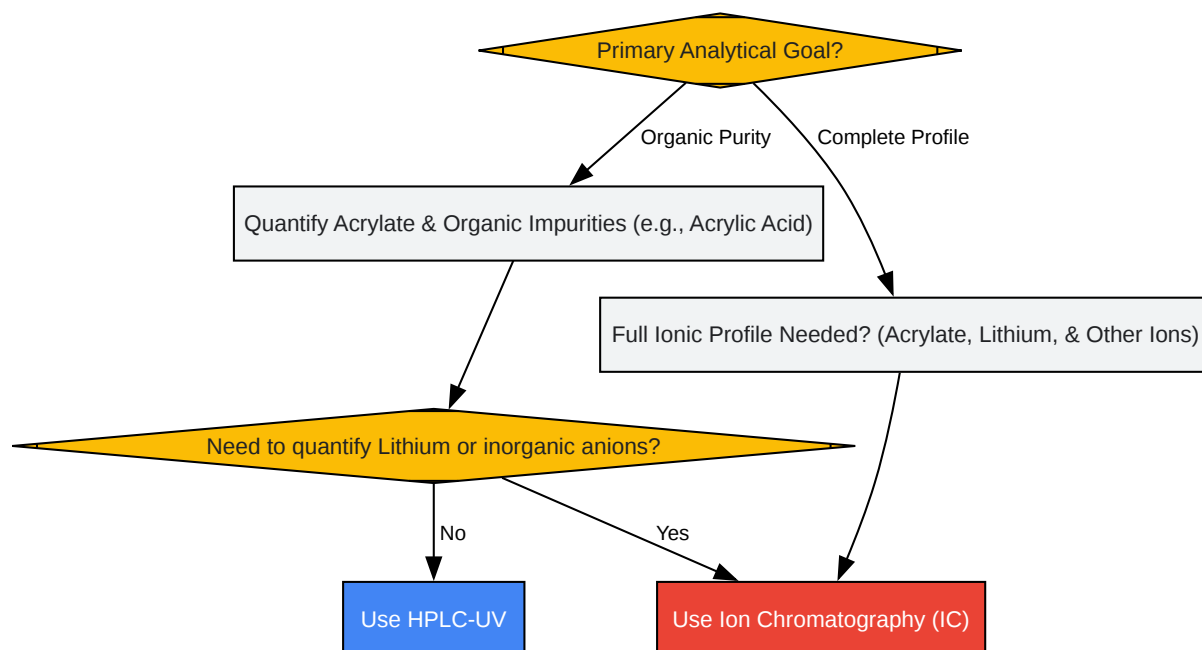 Primary Analytical Goal?
Organic Purity
Complete Profile
Quantify Acrylate & Organic Impurities (e.g., Acrylic Acid)
Full Ionic Profile Needed? (Acrylate, Lithium, & Other Ions)
Need to quantify Lithium or inorganic anions?
No
Yes
Use HPLC-UV
Use Ion Chromatography (IC)